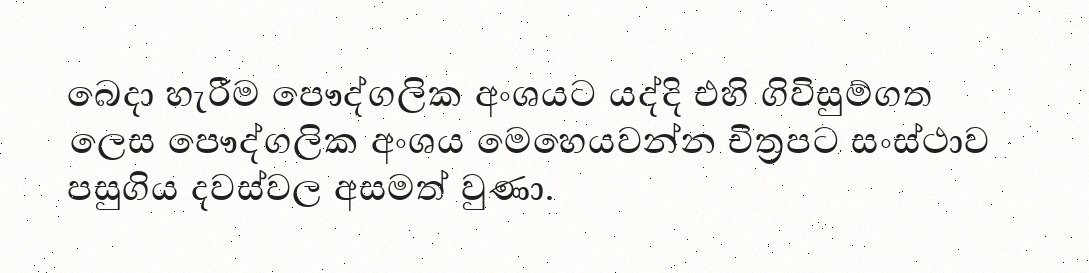 බෙදා හැරීම පෞද්ගලික අංශයට යද්දි එහි ගිවිසුම්ගත
ලෙස පෞද්ගලික අංශය මෙහෙයවන්න චිත්‍රපට සංස්ථාව
පසුගිය දවස්වල අසමත් වුණා.